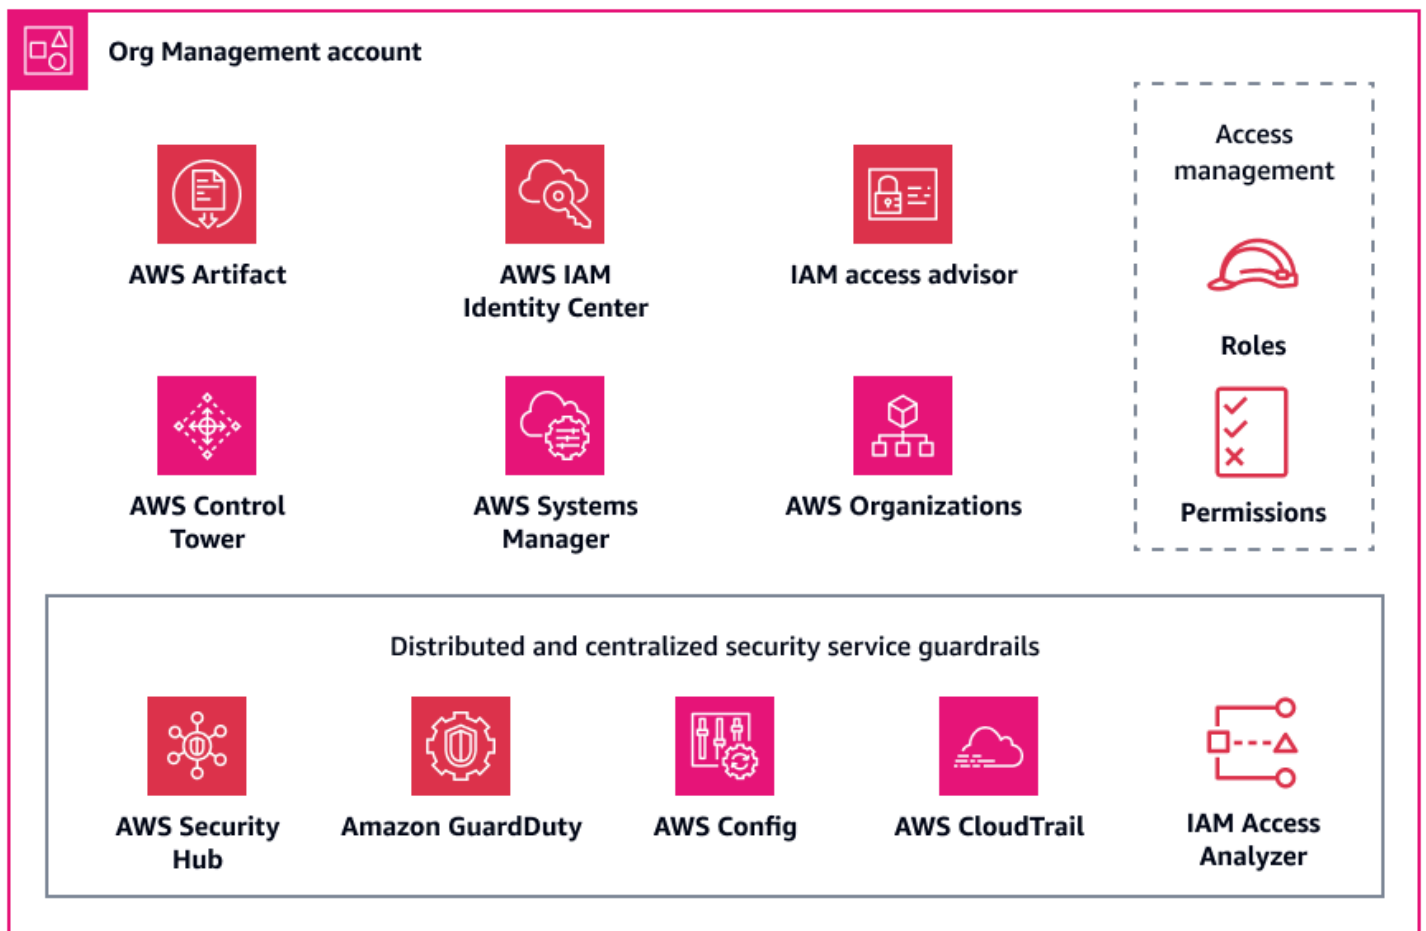 Org Management account
Access
management
AWS Artifact
AWS IAM
Identity Center
IAM access advisor
Roles
AWS Control
Tower
AWS Systems
Manager
AWS Organizations
Permissions
Distributed and centralized security service guardrails
AWS Security
Hub
Amazon GuardDuty
AWS Config
AWS CloudTrail
IAM Access
Analyzer